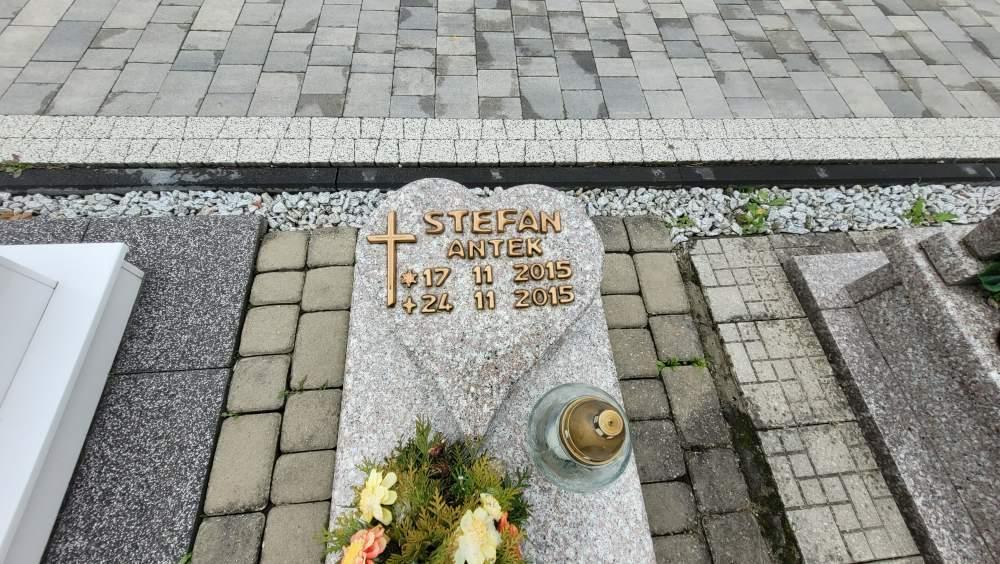 STEFAN
ANTEK
* 17 11 2015
+ 24 11 2015